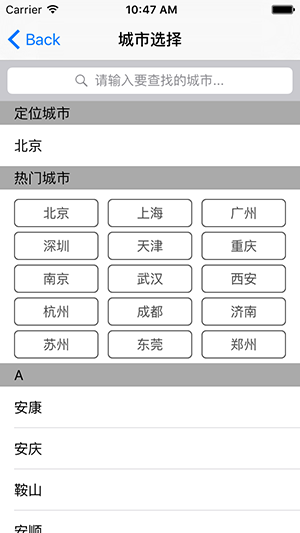 Carrier 10:47 AM
Back 城市选择
请输入要查找的城市...
定位城市
北京
热门城市
北京 上海 广州
深圳 天津 重庆
南京 武汉 西安
杭州 成都 济南
苏州 东莞 郑州
A
安康
安庆
鞍山
安顺